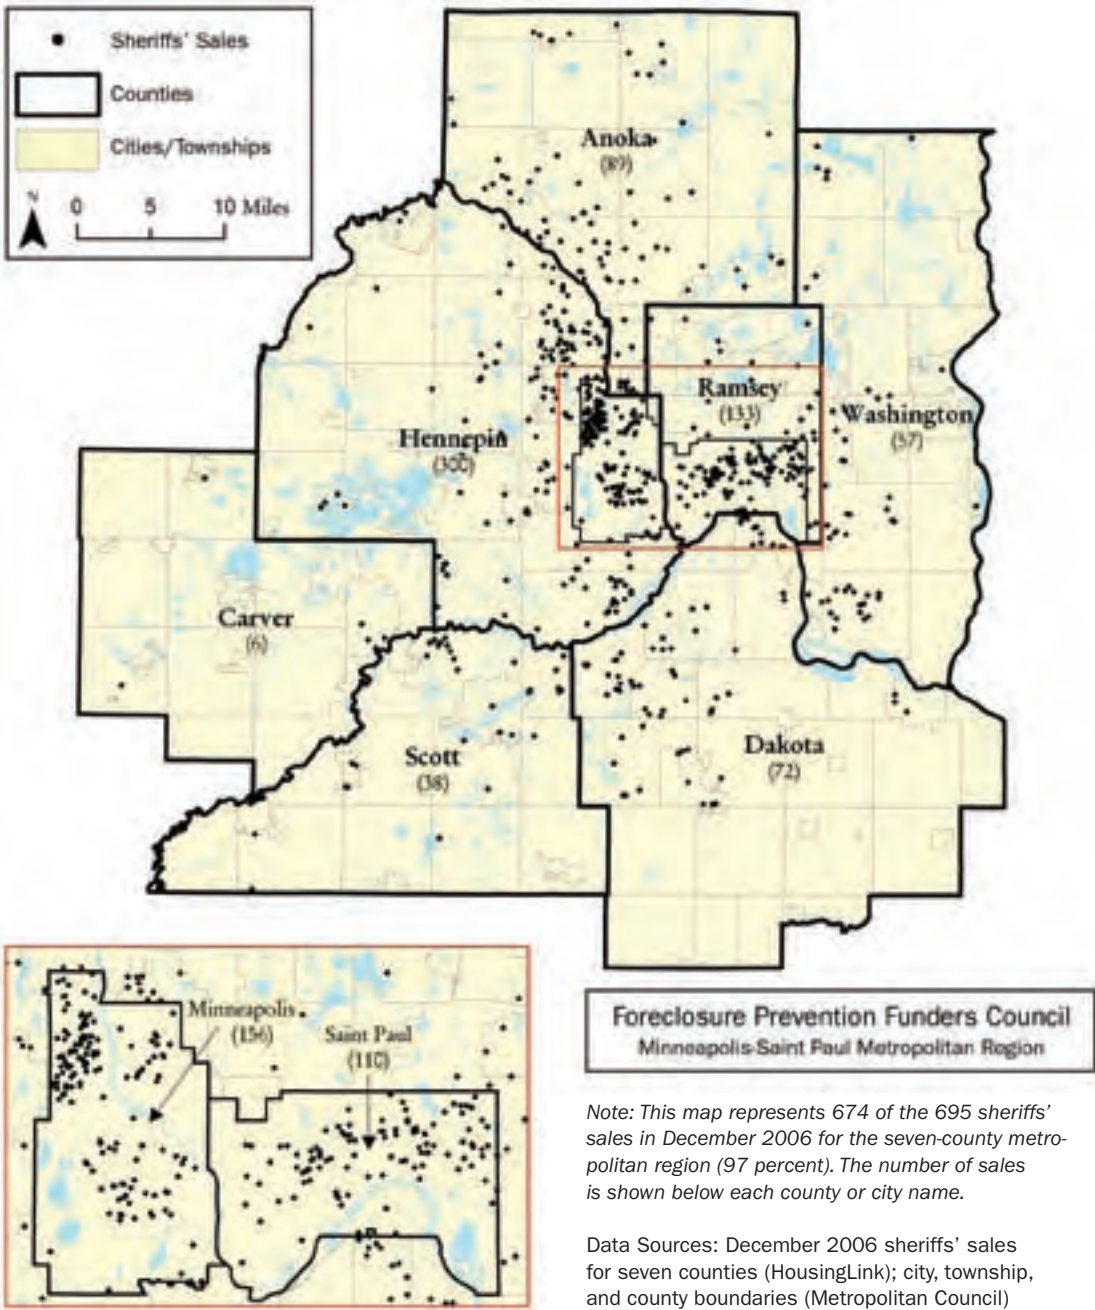 Sheriffs' Sales
Counties
Cities/Townships
N
0 5 10 Miles
Anoka
(89)
Ramsey
(133)
Washington
(57)
Hennepin
(300)
Carver
(6)
Scott
(38)
Dakota
(72)
Minneapolis
(156)
Saint Paul
(110)
Foreclosure Prevention Funders Council
Minneapolis-Saint Paul Metropolitan Region
Note: This map represents 674 of the 695 sheriffs'
sales in December 2006 for the seven-county metro-
politan region (97 percent). The number of sales
is shown below each county or city name.
Data Sources: December 2006 sheriffs' sales
for seven counties (HousingLink); city, township,
and county boundaries (Metropolitan Council)